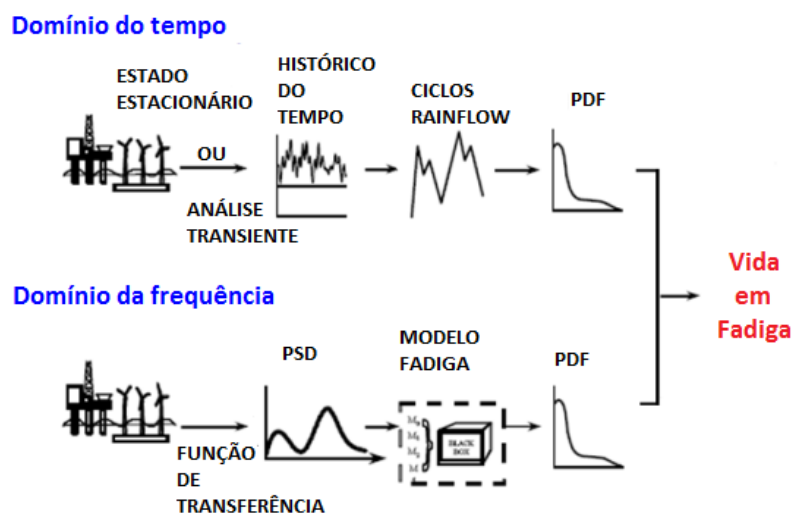 Domínio do tempo
ESTADO
ESTACIONÁRIO
OU
ANÁLISE
TRANSIENTE
HISTÓRICO
DO
TEMPO
CICLOS
RAINFLOW
PDF
Vida
em
Fadiga
Domínio da frequência
FUNÇÃO
DE
TRANSFERÊNCIA
PSD
MODELO
FADIGA
BLACK
BOX
PDF